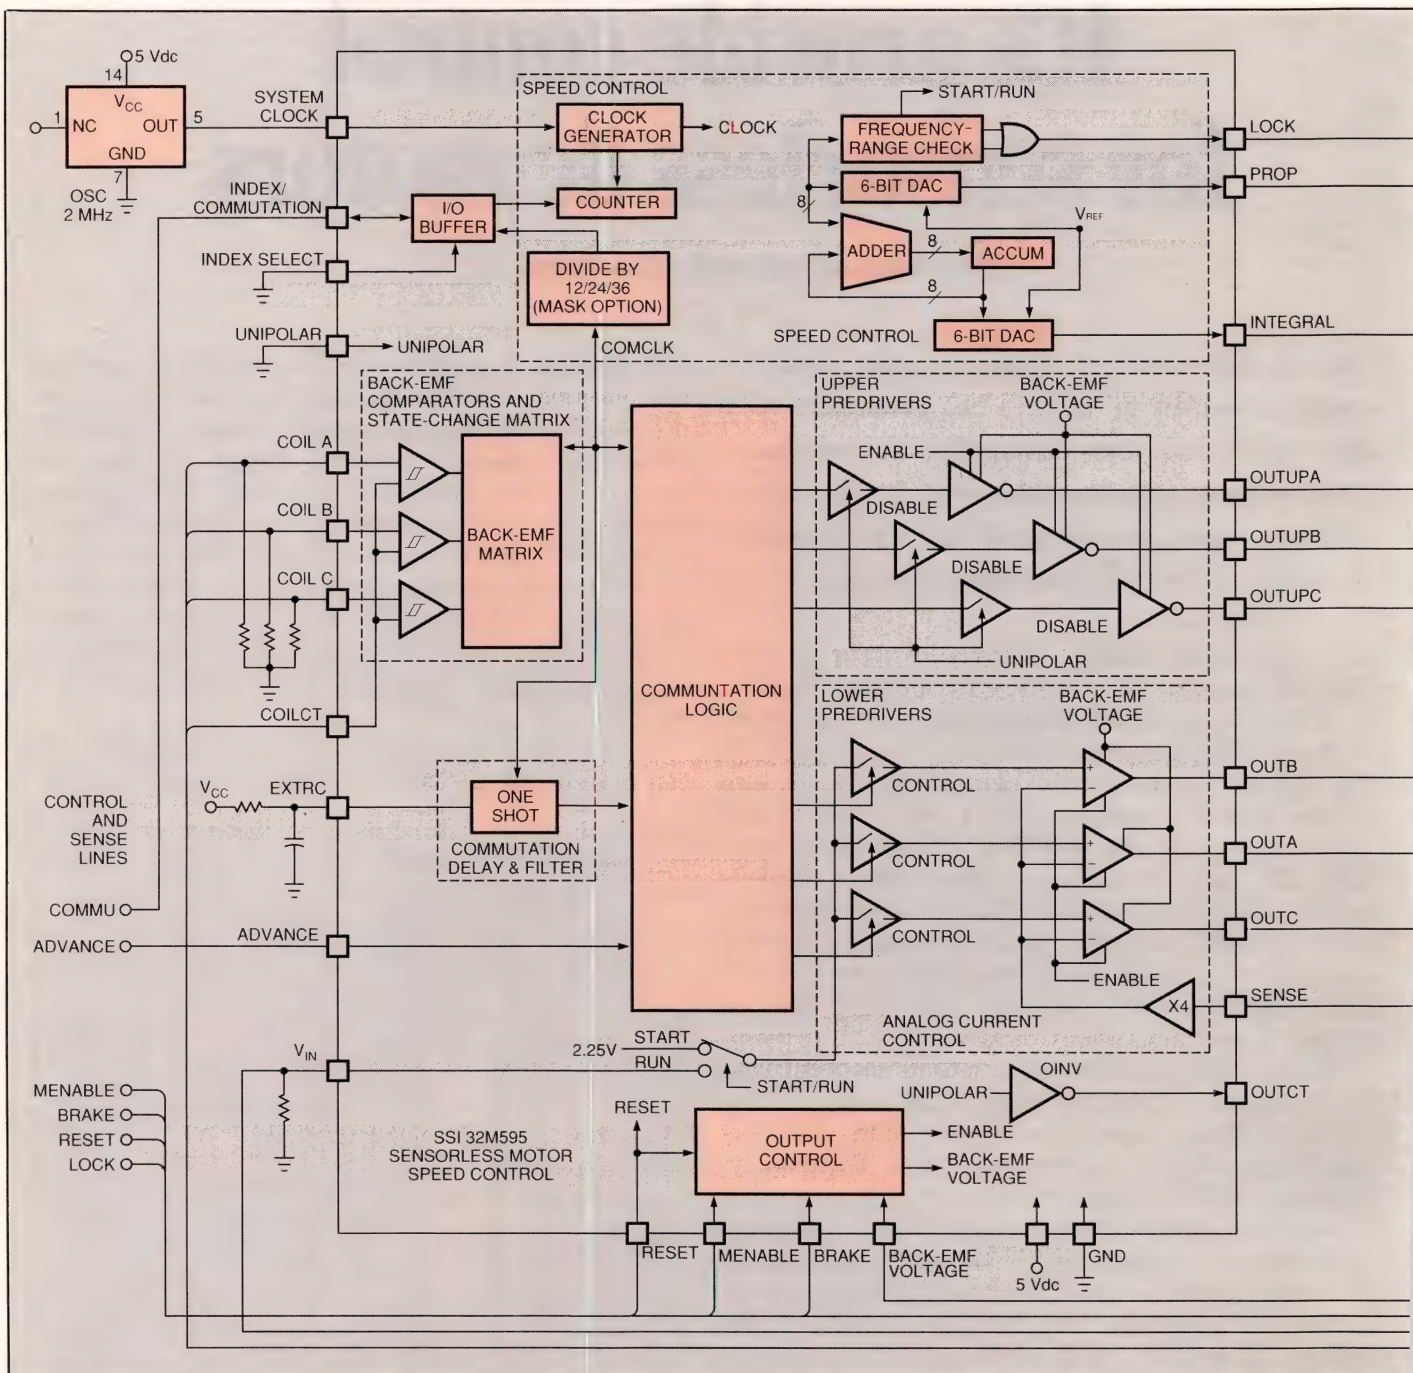 5 Vdc
14
VCC
1
NC
OUT
5
GND
7
OSC
2 MHz
SYSTEM
CLOCK
INDEX/
COMMUTATION
INDEX SELECT
UNIPOLAR
UNIPOLAR
I/O
BUFFER
SPEED CONTROL
CLOCK
GENERATOR
CLOCK
COUNTER
DIVIDE BY
12/24/36
(MASK OPTION)
COMCLK
START/RUN
FREQUENCY-
RANGE CHECK
6-BIT DAC
8
VREF
ADDER
8
ACCUM
8
SPEED CONTROL
6-BIT DAC
LOCK
PROP
INTEGRAL
BACK-EMF
COMPARATORS AND
STATE-CHANGE MATRIX
COIL A
COIL B
COIL C
COILCT
BACK-EMF
MATRIX
COMMUNTATION
LOGIC
UPPER
PREDRIVERS
BACK-EMF
VOLTAGE
ENABLE
DISABLE
DISABLE
DISABLE
UNIPOLAR
OUTUPA
OUTUPB
OUTUPC
LOWER
PREDRIVERS
BACK-EMF
VOLTAGE
CONTROL
CONTROL
CONTROL
+
−
+
−
+
−
ENABLE
X4
ANALOG CURRENT
CONTROL
OUTB
OUTA
OUTC
SENSE
VCC
EXTRC
ONE
SHOT
COMMUTATION
DELAY & FILTER
CONTROL
AND
SENSE
LINES
COMMU
ADVANCE
ADVANCE
VIN
2.25V
START
RUN
START/RUN
OINV
UNIPOLAR
OUTCT
MENABLE
BRAKE
RESET
LOCK
SSI 32M595
SENSORLESS MOTOR
SPEED CONTROL
RESET
OUTPUT
CONTROL
ENABLE
BACK-EMF
VOLTAGE
RESET
MENABLE
BRAKE
BACK-EMF
VOLTAGE
5 Vdc
GND